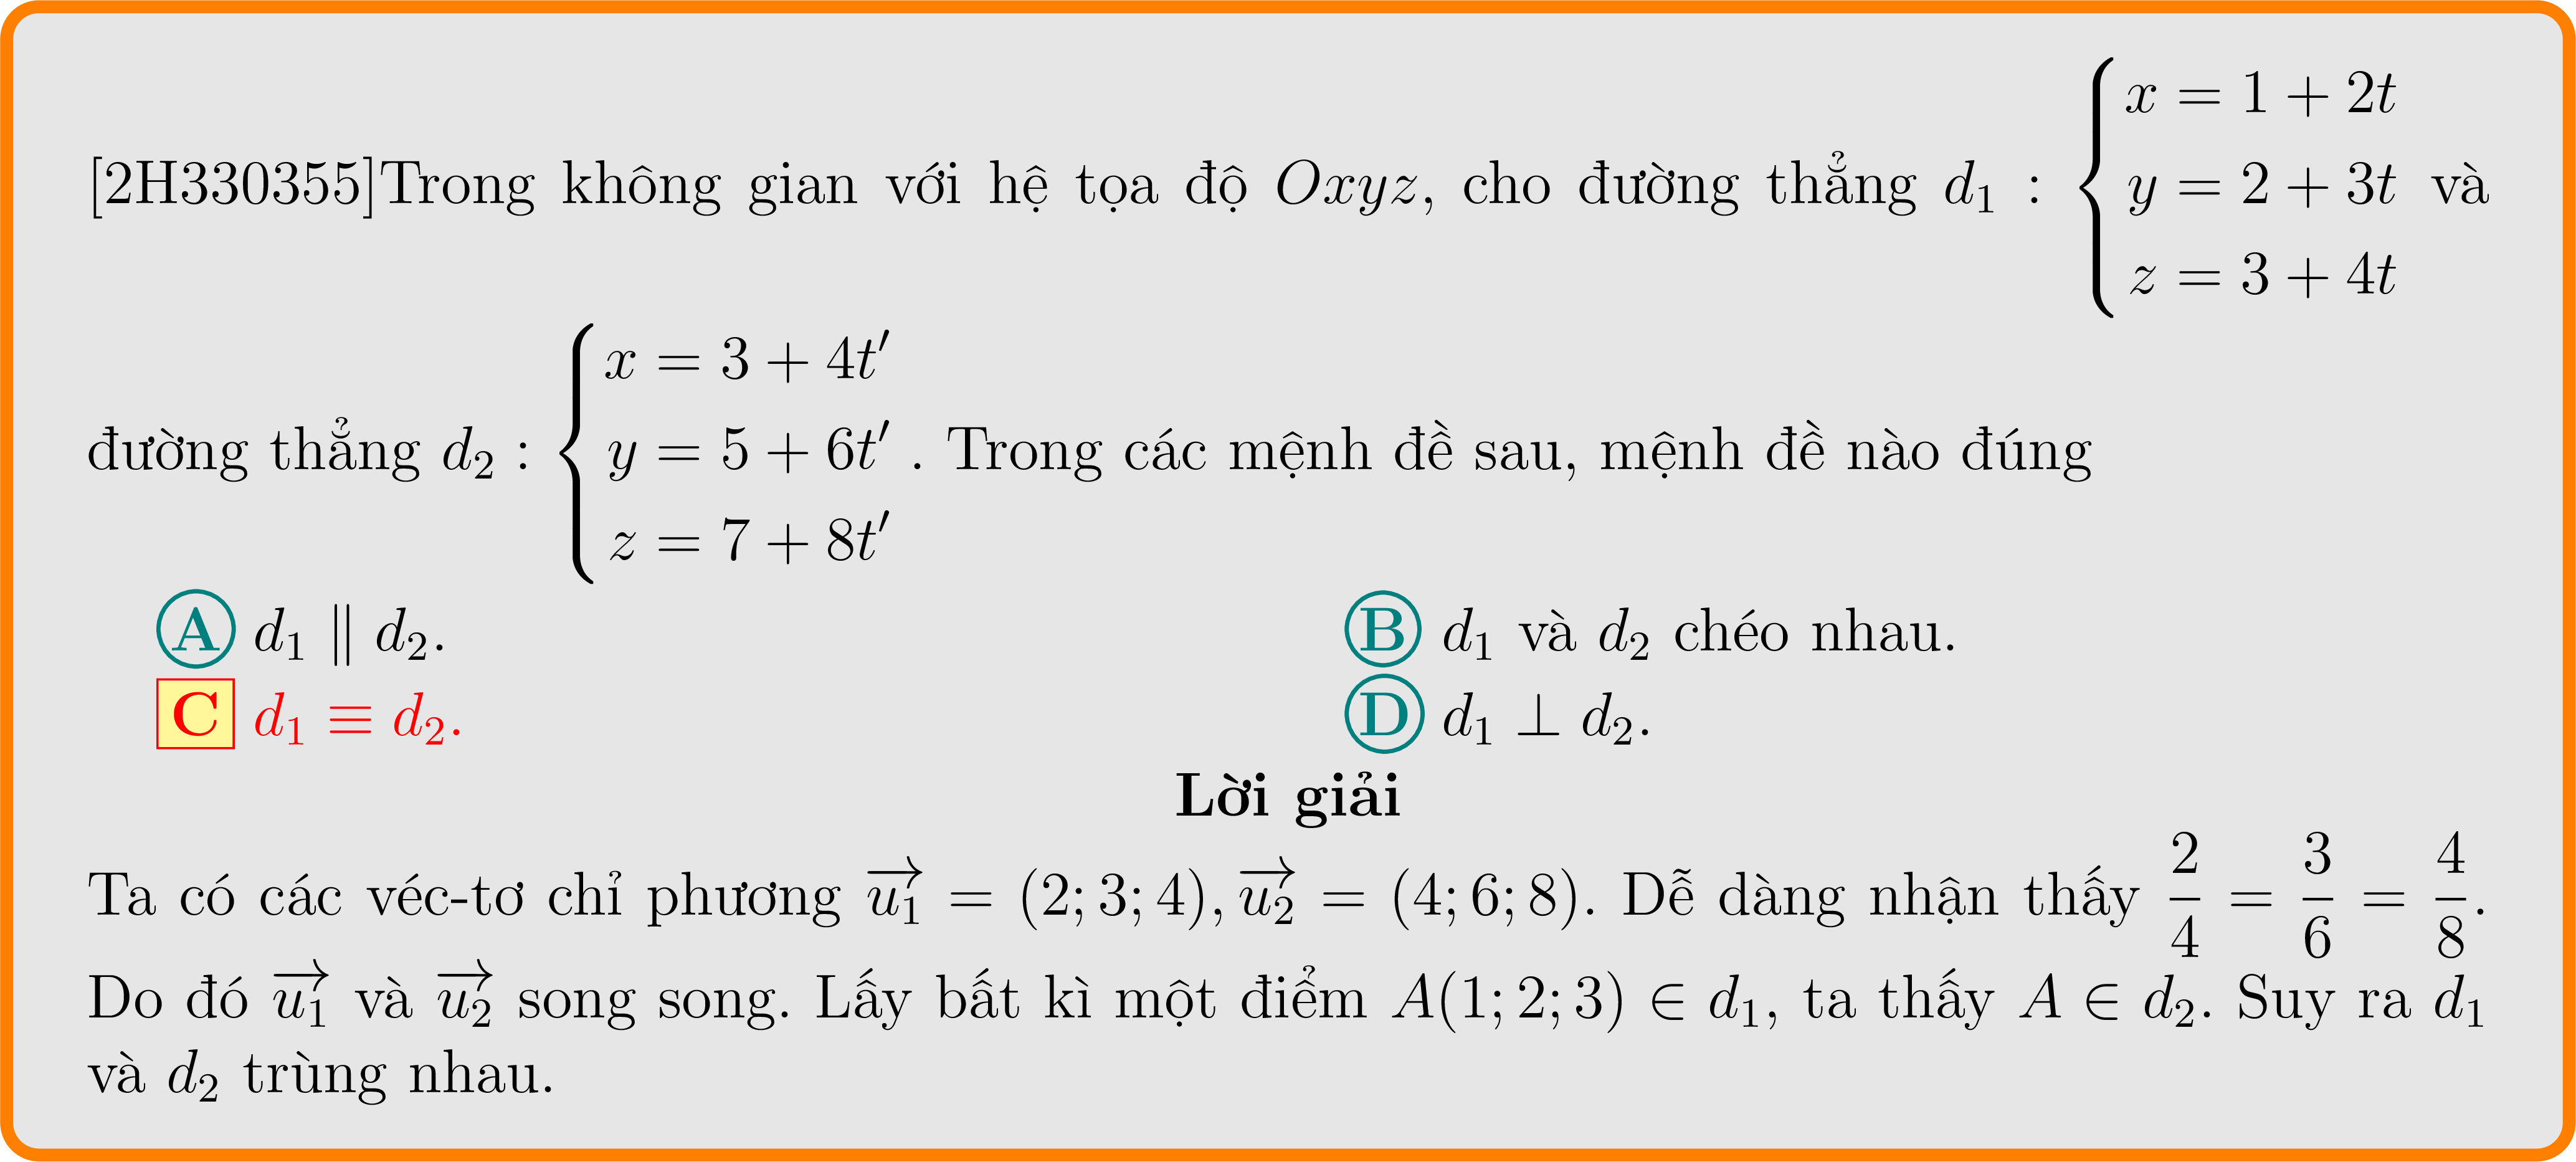 [2H330355]Trong không gian với hệ tọa độ $Oxyz$, cho đường thẳng $d_1 : \begin{cases} x = 1 + 2t \\ y = 2 + 3t \\ z = 3 + 4t \end{cases}$ và
đường thẳng $d_2 : \begin{cases} x = 3 + 4t' \\ y = 5 + 6t' \\ z = 7 + 8t' \end{cases}$. Trong các mệnh đề sau, mệnh đề nào đúng
A $d_1 \parallel d_2$. B $d_1$ và $d_2$ chéo nhau.
C $d_1 \equiv d_2$. D $d_1 \perp d_2$.
Lời giải
Ta có các véc-tơ chỉ phương $\overrightarrow{u_1} = (2; 3; 4), \overrightarrow{u_2} = (4; 6; 8)$. Dễ dàng nhận thấy $\dfrac{2}{4} = \dfrac{3}{6} = \dfrac{4}{8}$.
Do đó $\overrightarrow{u_1}$ và $\overrightarrow{u_2}$ song song. Lấy bất kì một điểm $A(1; 2; 3) \in d_1$, ta thấy $A \in d_2$. Suy ra $d_1$
và $d_2$ trùng nhau.